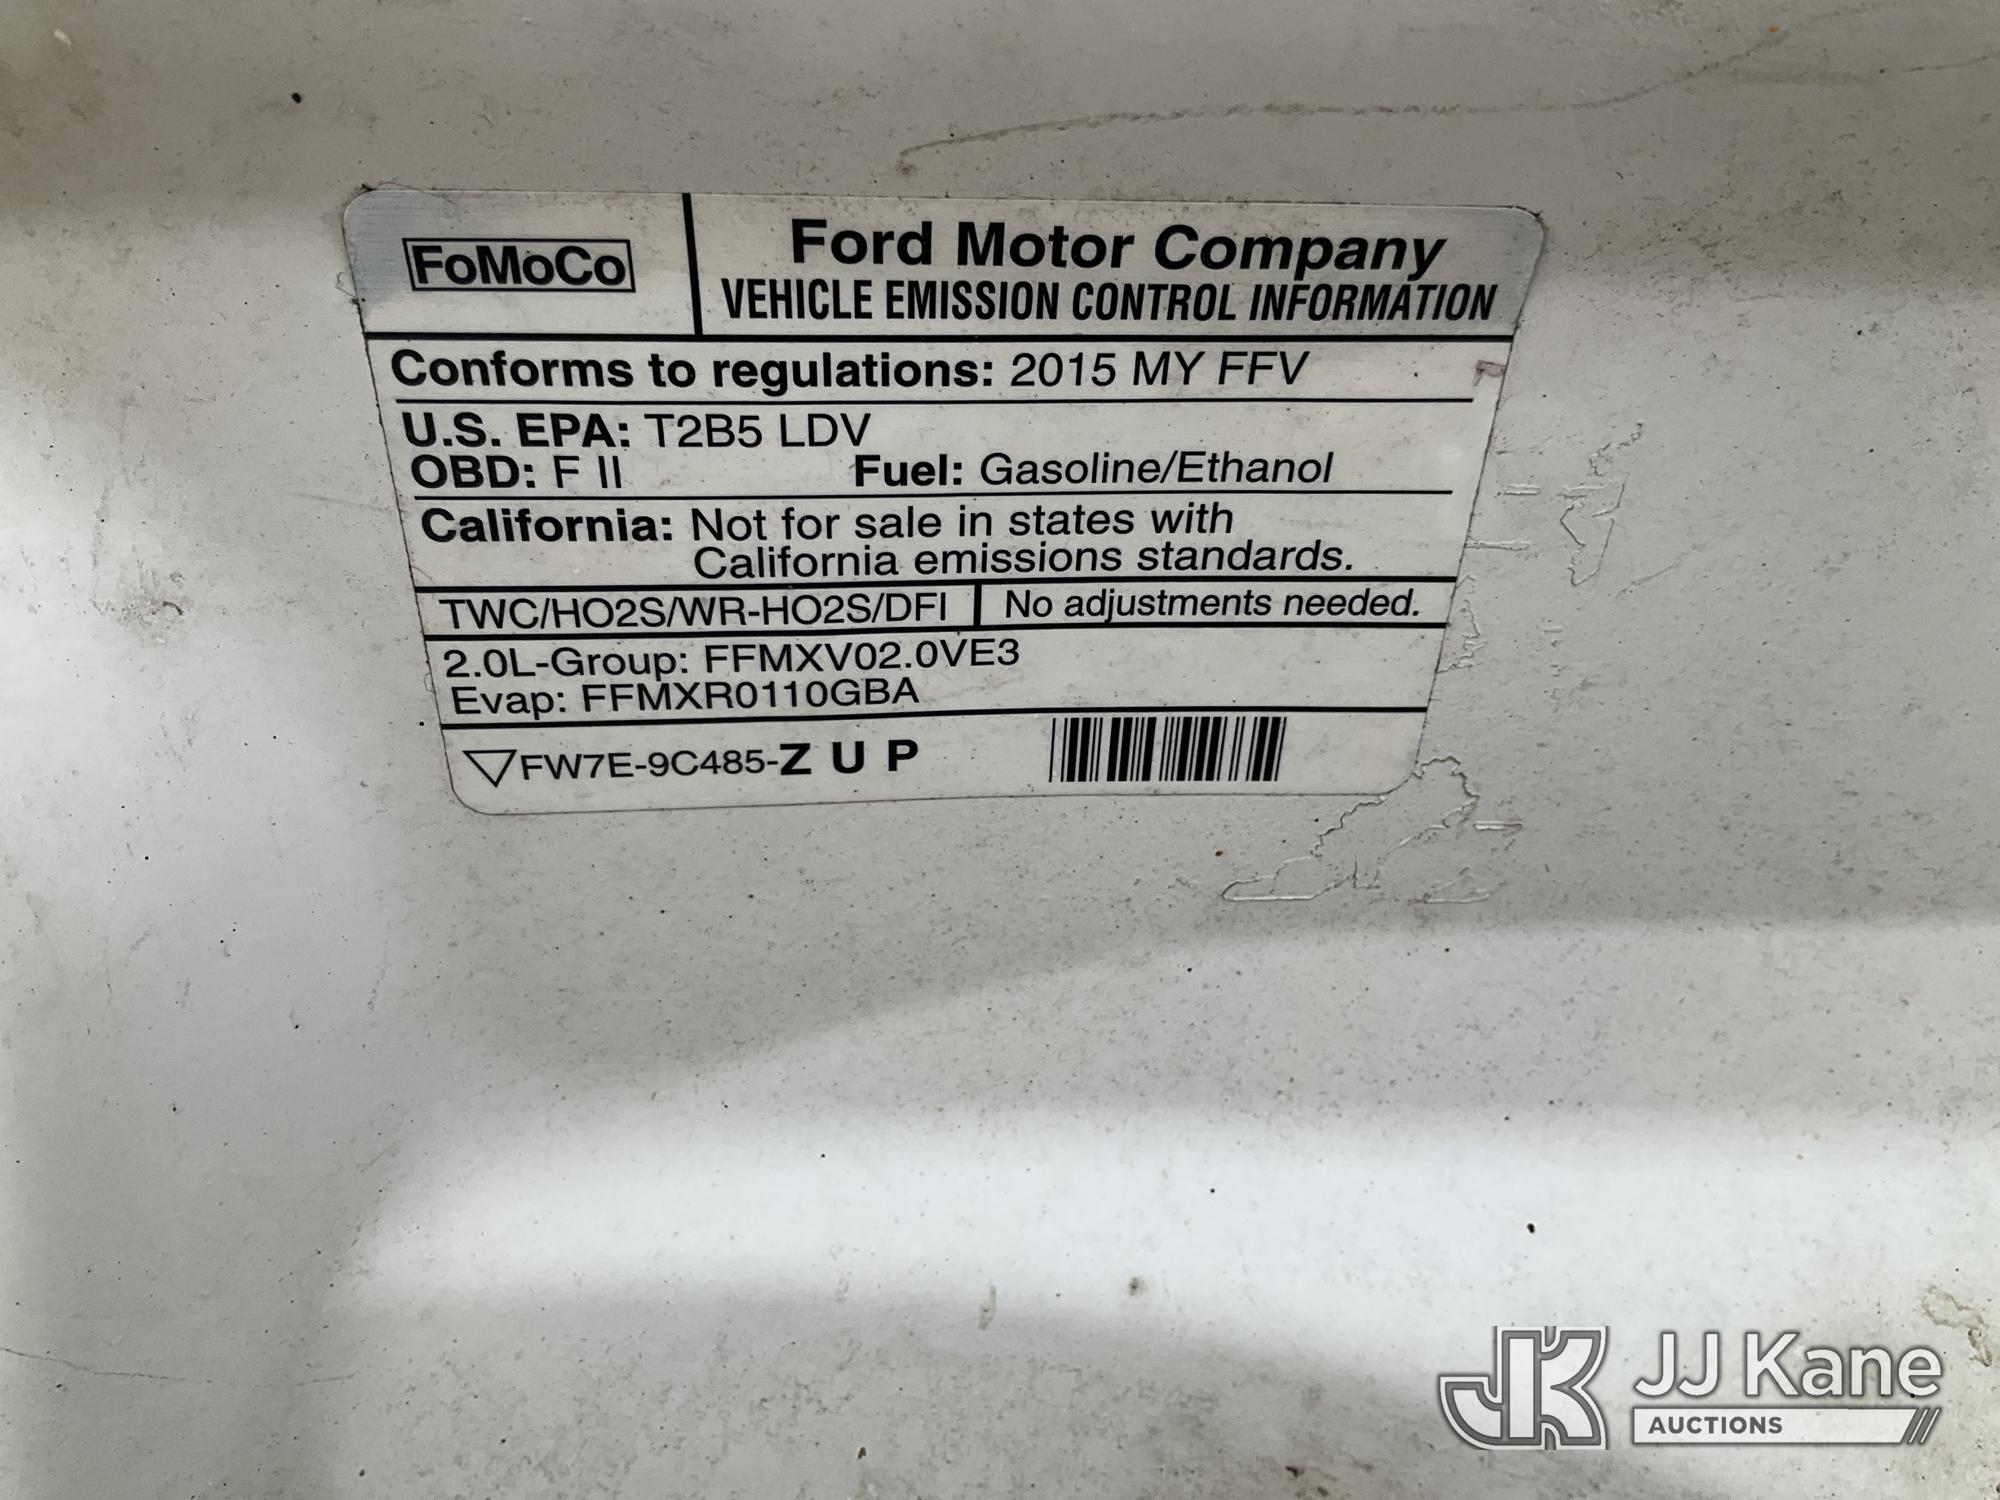 FoMoCo
Ford Motor Company
VEHICLE EMISSION CONTROL INFORMATION
Conforms to regulations: 2015 MY FFV
U.S. EPA: T2B5 LDV
OBD: F II Fuel: Gasoline/Ethanol
California: Not for sale in states with
California emissions standards.
TWC/HO2S/WR-HO2S/DFI No adjustments needed.
2.0L-Group: FFMXV02.0VE3
Evap: FFMXR0110GBA
FW7E-9C485-Z U P
JK JJ Kane
AUCTIONS